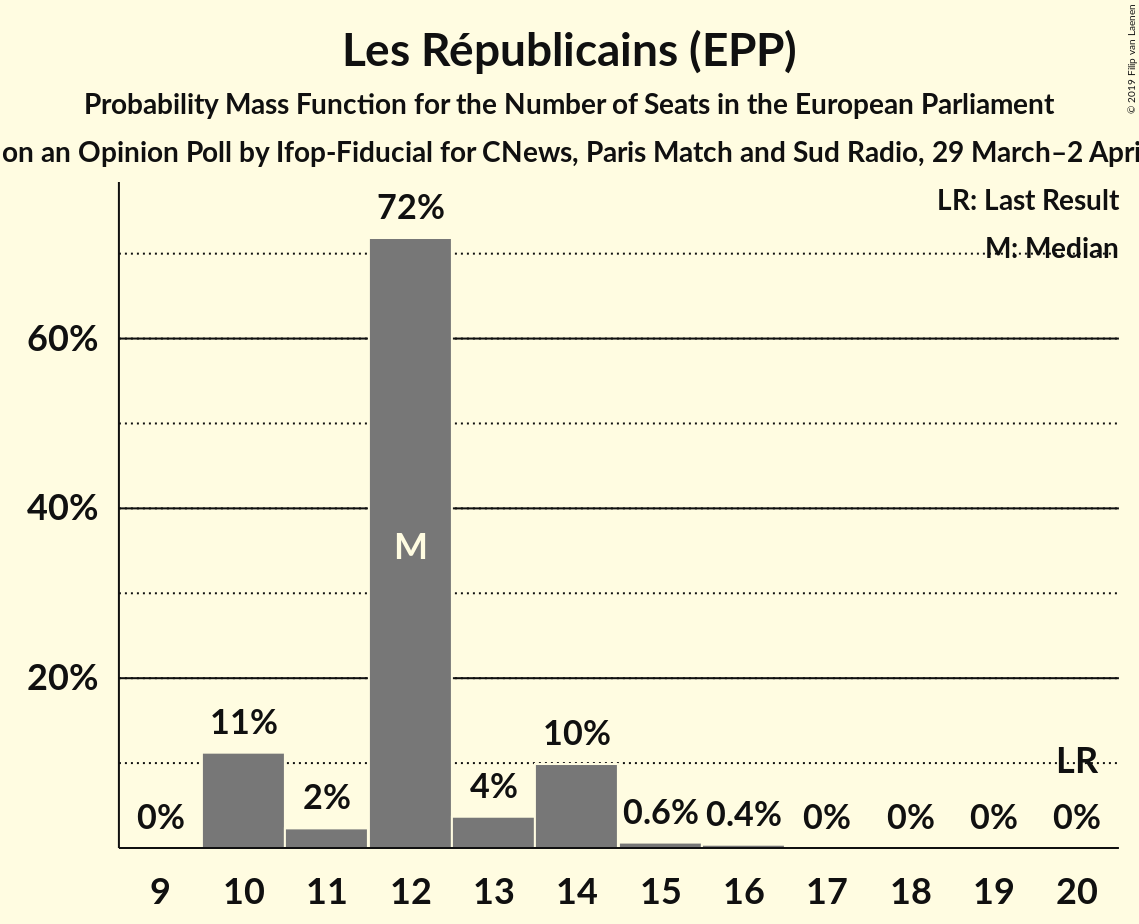 Les Républicains (EPP)
Probability Mass Function for the Number of Seats in the European Parliament
on an Opinion Poll by Ifop-Fiducial for CNews, Paris Match and Sud Radio, 29 March–2 Apri
© 2019 Filip van Laenen
LR: Last Result
M: Median
72%
60%
40%
20%
M
11%
10%
LR
0%
2%
4%
0.6%
0.4%
0%
0%
0%
0%
9 10 11 12 13 14 15 16 17 18 19 20